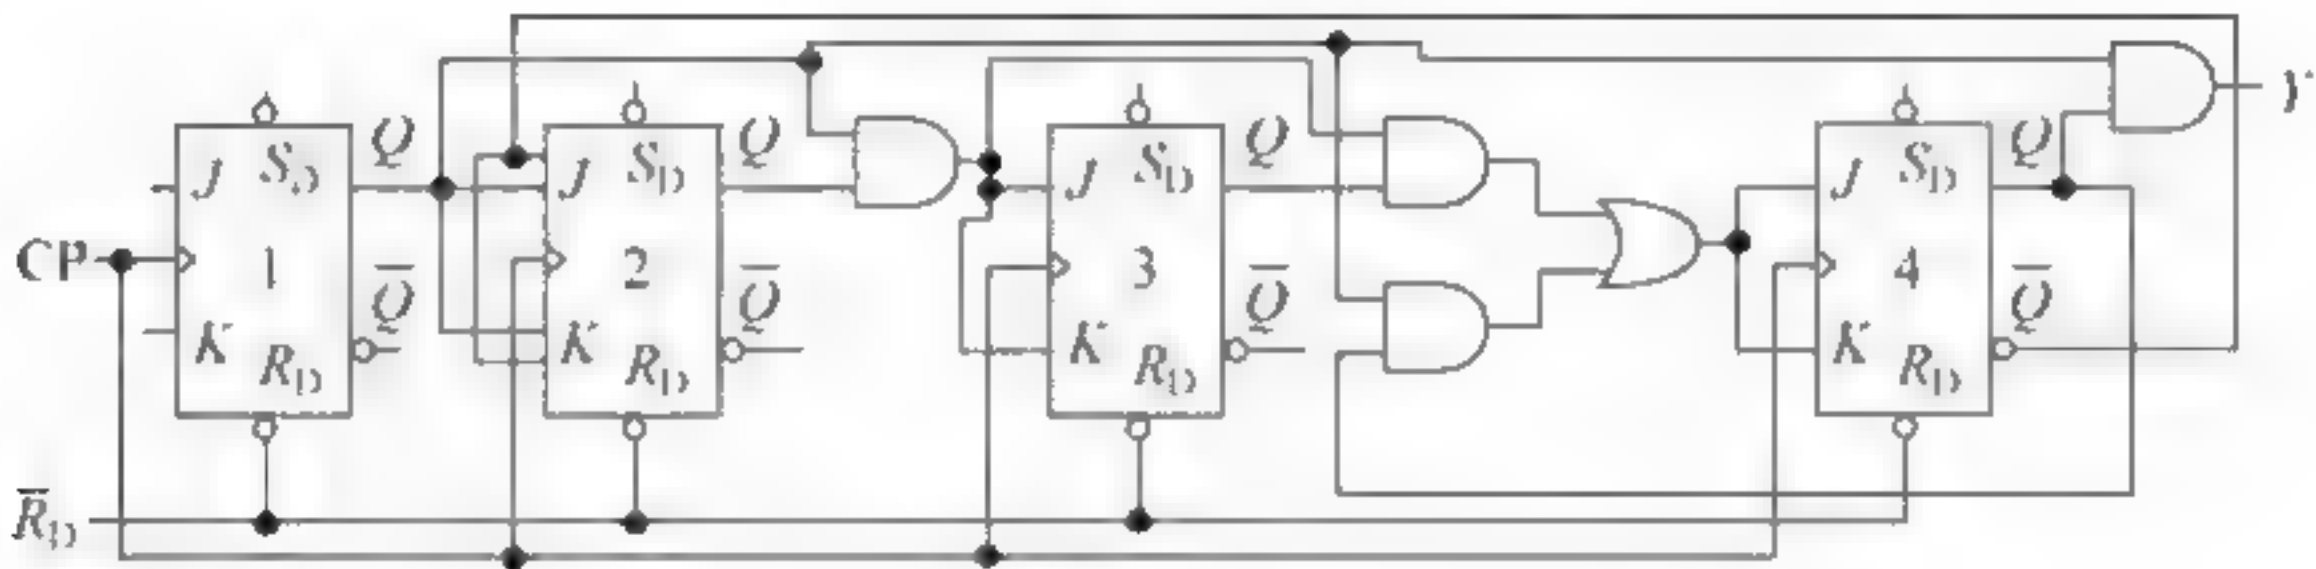 Y
Q Q Q Q
J S_D J S_D J S_D J S_D
CP 1 2 3 4
Q̅ Q̅ Q̅ Q̅
K R_D K R_D K R_D K R_D
R̅_D